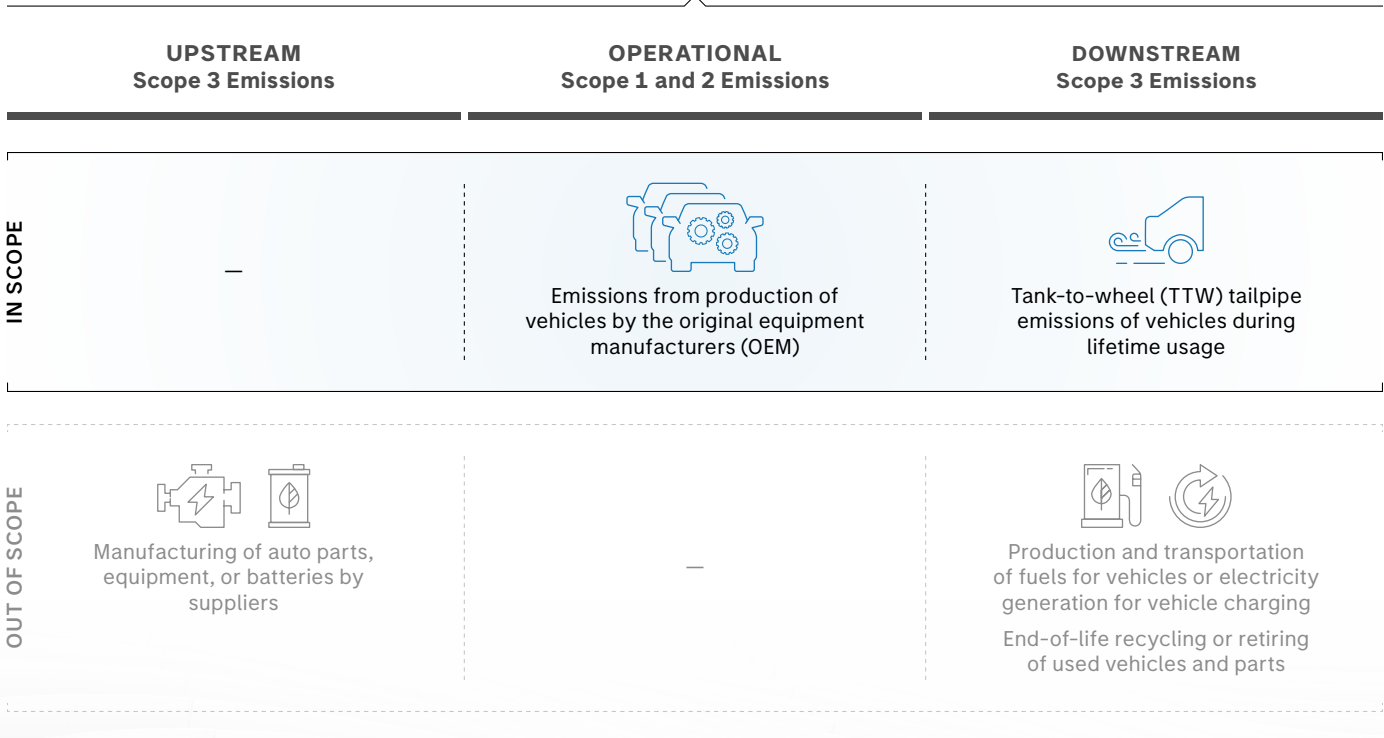 UPSTREAM
Scope 3 Emissions
OPERATIONAL
Scope 1 and 2 Emissions
DOWNSTREAM
Scope 3 Emissions
IN SCOPE
—
Emissions from production of
vehicles by the original equipment
manufacturers (OEM)
Tank-to-wheel (TTW) tailpipe
emissions of vehicles during
lifetime usage
OUT OF SCOPE
Manufacturing of auto parts,
equipment, or batteries by
suppliers
—
Production and transportation
of fuels for vehicles or electricity
generation for vehicle charging
End-of-life recycling or retiring
of used vehicles and parts